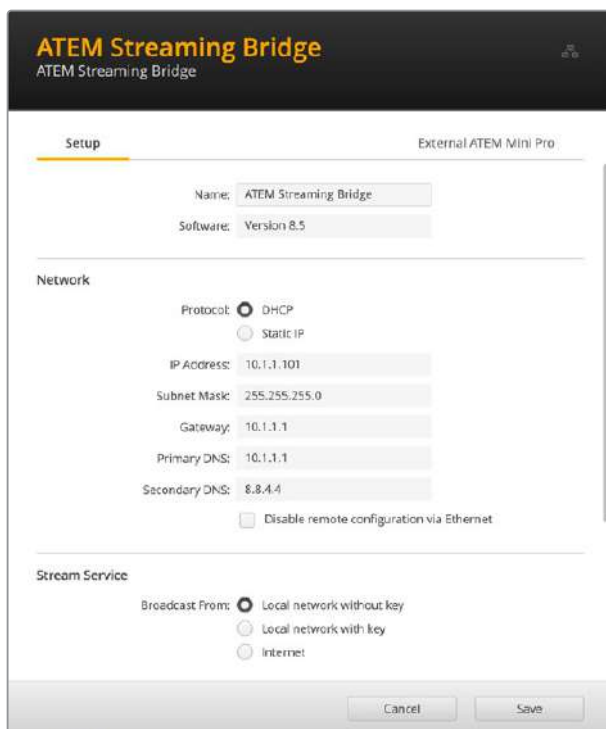 ATEM Streaming Bridge
ATEM Streaming Bridge
Setup External ATEM Mini Pro
Name: ATEM Streaming Bridge
Software: Version 8.5
Network
Protocol: DHCP
Static IP
IP Address: 10.1.1.101
Subnet Mask: 255.255.255.0
Gateway: 10.1.1.1
Primary DNS: 10.1.1.1
Secondary DNS: 8.8.4.4
Disable remote configuration via Ethernet
Stream Service
Broadcast From: Local network without key
Local network with key
Internet
Cancel Save